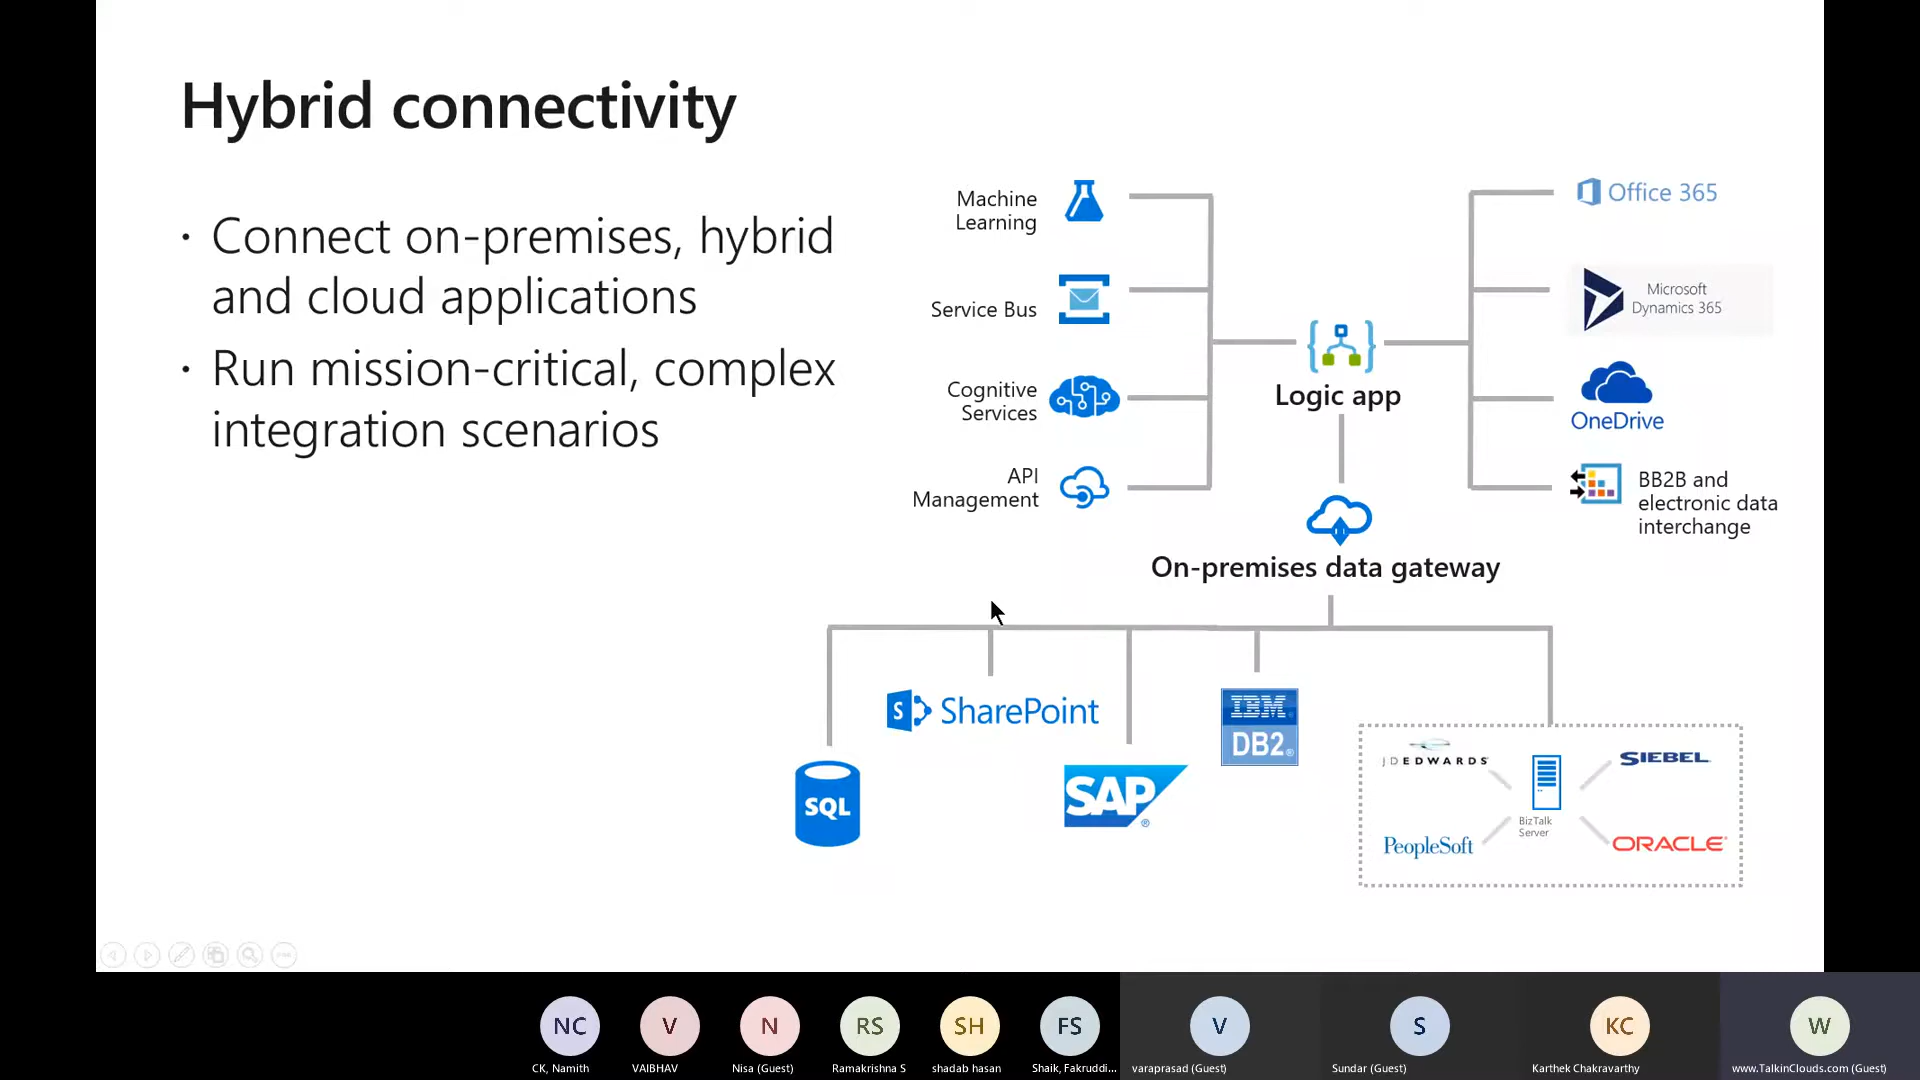 Hybrid connectivity
· Connect on-premises, hybrid
and cloud applications
· Run mission-critical, complex
integration scenarios
Machine
Learning
Service Bus
Cognitive
Services
API
Management
Logic app
Office 365
Microsoft
Dynamics 365
OneDrive
BB2B and
electronic data
interchange
On-premises data gateway
SQL
S SharePoint
SAP®
IBM
DB2®
JDEDWARDS
SIEBEL
BizTalk
Server
PeopleSoft
ORACLE
NC
V
N
RS
SH
FS
V
S
KC
W
CK, Namith
VAIBHAV
Nisa (Guest)
Ramakrishna S
shadab hasan
Shaik, Fakruddi...
varaprasad (Guest)
Sundar (Guest)
Karthek Chakravarthy
www.TalkinClouds.com (Guest)